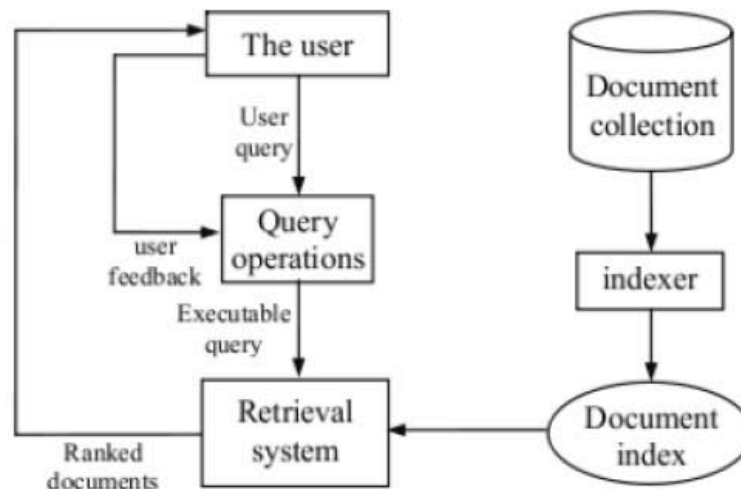 The user
User
query
Query
operations
user
feedback
Executable
query
Retrieval
system
Ranked
documents
Document
collection
indexer
Document
index